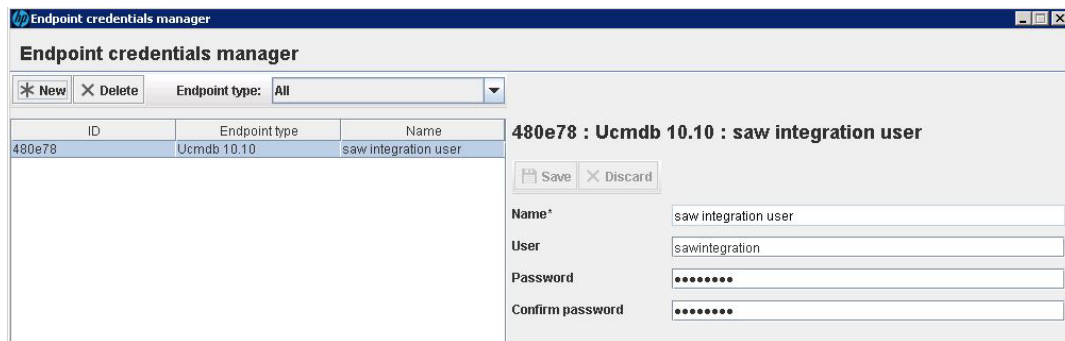 hp Endpoint credentials manager
Endpoint credentials manager
New Delete Endpoint type: All
ID Endpoint type Name
480e78 Ucmdb 10.10 saw integration user
480e78 : Ucmdb 10.10 : saw integration user
Save Discard
Name* saw integration user
User sawintegration
Password ●●●●●●●●
Confirm password ●●●●●●●●